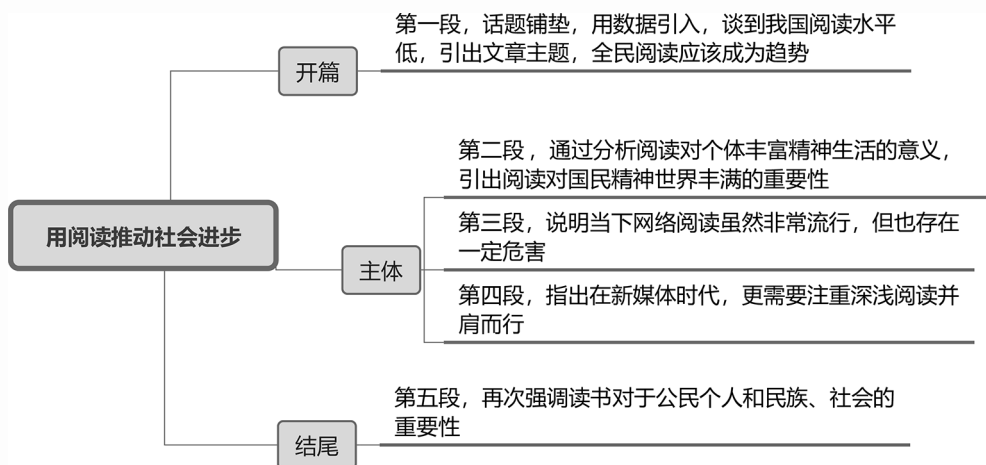 第一段，话题铺垫，用数据引入，谈到我国阅读水平
低，引出文章主题，全民阅读应该成为趋势
开篇
第二段，通过分析阅读对个体丰富精神生活的意义，
引出阅读对国民精神世界丰满的重要性
第三段，说明当下网络阅读虽然非常流行，但也存在
一定危害
用阅读推动社会进步
主体
第四段，指出在新媒体时代，更需要注重深浅阅读并
肩而行
第五段，再次强调读书对于公民个人和民族、社会的
重要性
结尾